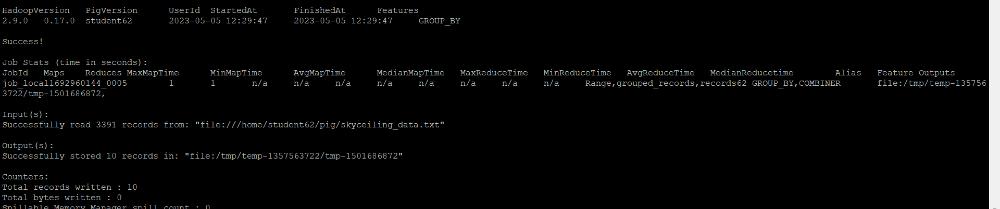 HadoopVersion PigVersion UserId StartedAt FinishedAt Features
2.9.0 0.17.0 student62 2023-05-05 12:29:47 2023-05-05 12:29:47 GROUP_BY
Success!
Job Stats (time in seconds):
JobId Maps Reduces MaxMapTime MinMapTime AvgMapTime MedianMapTime MaxReduceTime MinReduceTime AvgReduceTime MedianReducetime Alias Feature Outputs
job_local1692960144_0005 1 1 n/a n/a n/a n/a n/a n/a n/a n/a Range,grouped_records,records62 GROUP_BY,COMBINER file:/tmp/temp-135756
3722/tmp-1501686872,
Input(s):
Successfully read 3391 records from: "file:///home/student62/pig/skyceiling_data.txt"
Output(s):
Successfully stored 10 records in: "file:/tmp/temp-1357563722/tmp-1501686872"
Counters:
Total records written : 10
Total bytes written : 0
Spillable Memory Manager spill count : 0